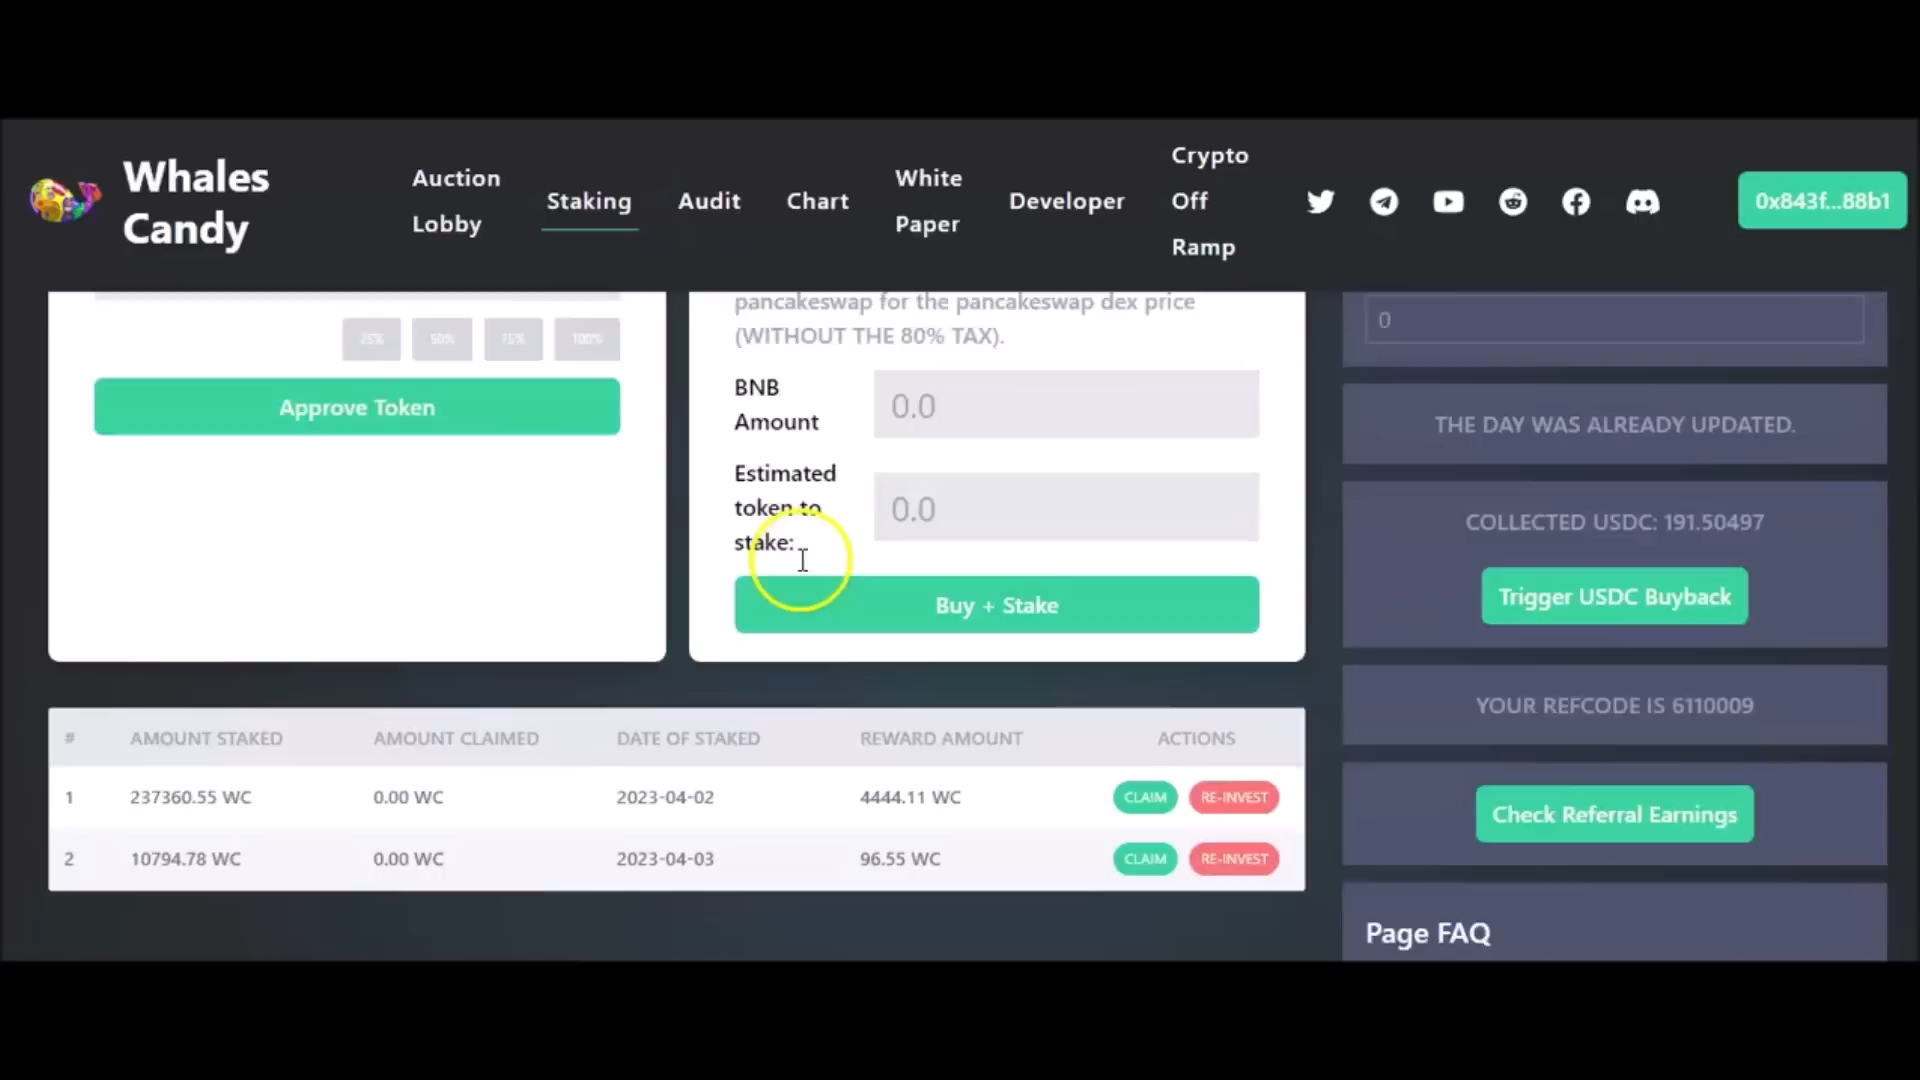 Whales
Candy
Auction
Lobby
Staking
Audit
Chart
White
Paper
Developer
Crypto
Off
Ramp
0x843f...88b1
25%
50%
75%
100%
Approve Token
pancakeswap for the pancakeswap dex price
(WITHOUT THE 80% TAX).
BNB
Amount
0.0
Estimated
token to
stake:
0.0
Buy + Stake
0
THE DAY WAS ALREADY UPDATED.
COLLECTED USDC: 191.50497
Trigger USDC Buyback
YOUR REFCODE IS 6110009
Check Referral Earnings
Page FAQ
# AMOUNT STAKED AMOUNT CLAIMED DATE OF STAKED REWARD AMOUNT ACTIONS
1 237360.55 WC 0.00 WC 2023-04-02 4444.11 WC CLAIM RE-INVEST
2 10794.78 WC 0.00 WC 2023-04-03 96.55 WC CLAIM RE-INVEST